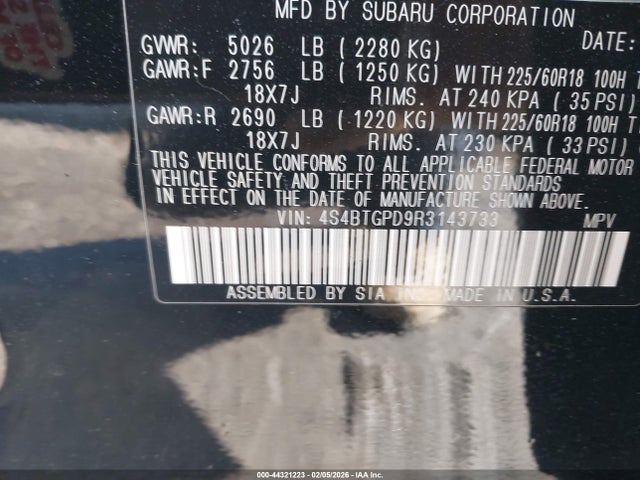 MFD BY SUBARU CORPORATION
DATE:
GVWR: 5026 LB (2280 KG)
GAWR:F 2756 LB (1250 KG) WITH 225/60R18 100H T
18X7J RIMS. AT 240 KPA (35 PSI)
GAWR:R 2690 LB (1220 KG) WITH 225/60R18 100H T
18X7J RIMS. AT 230 KPA (33 PSI)
THIS VEHICLE CONFORMS TO ALL APPLICABLE FEDERAL MOTOR
VEHICLE SAFETY AND THEFT PREVENTION STANDARDS
IN EFFECT ON THE DATE OF MANUFACTURE SHOWN ABOVE.
VIN: 4S4BTGPD9R3143733 MPV
ASSEMBLED BY SIA INC. MADE IN U.S.A.
000-44321223 - 02/05/2026 - IAACORP